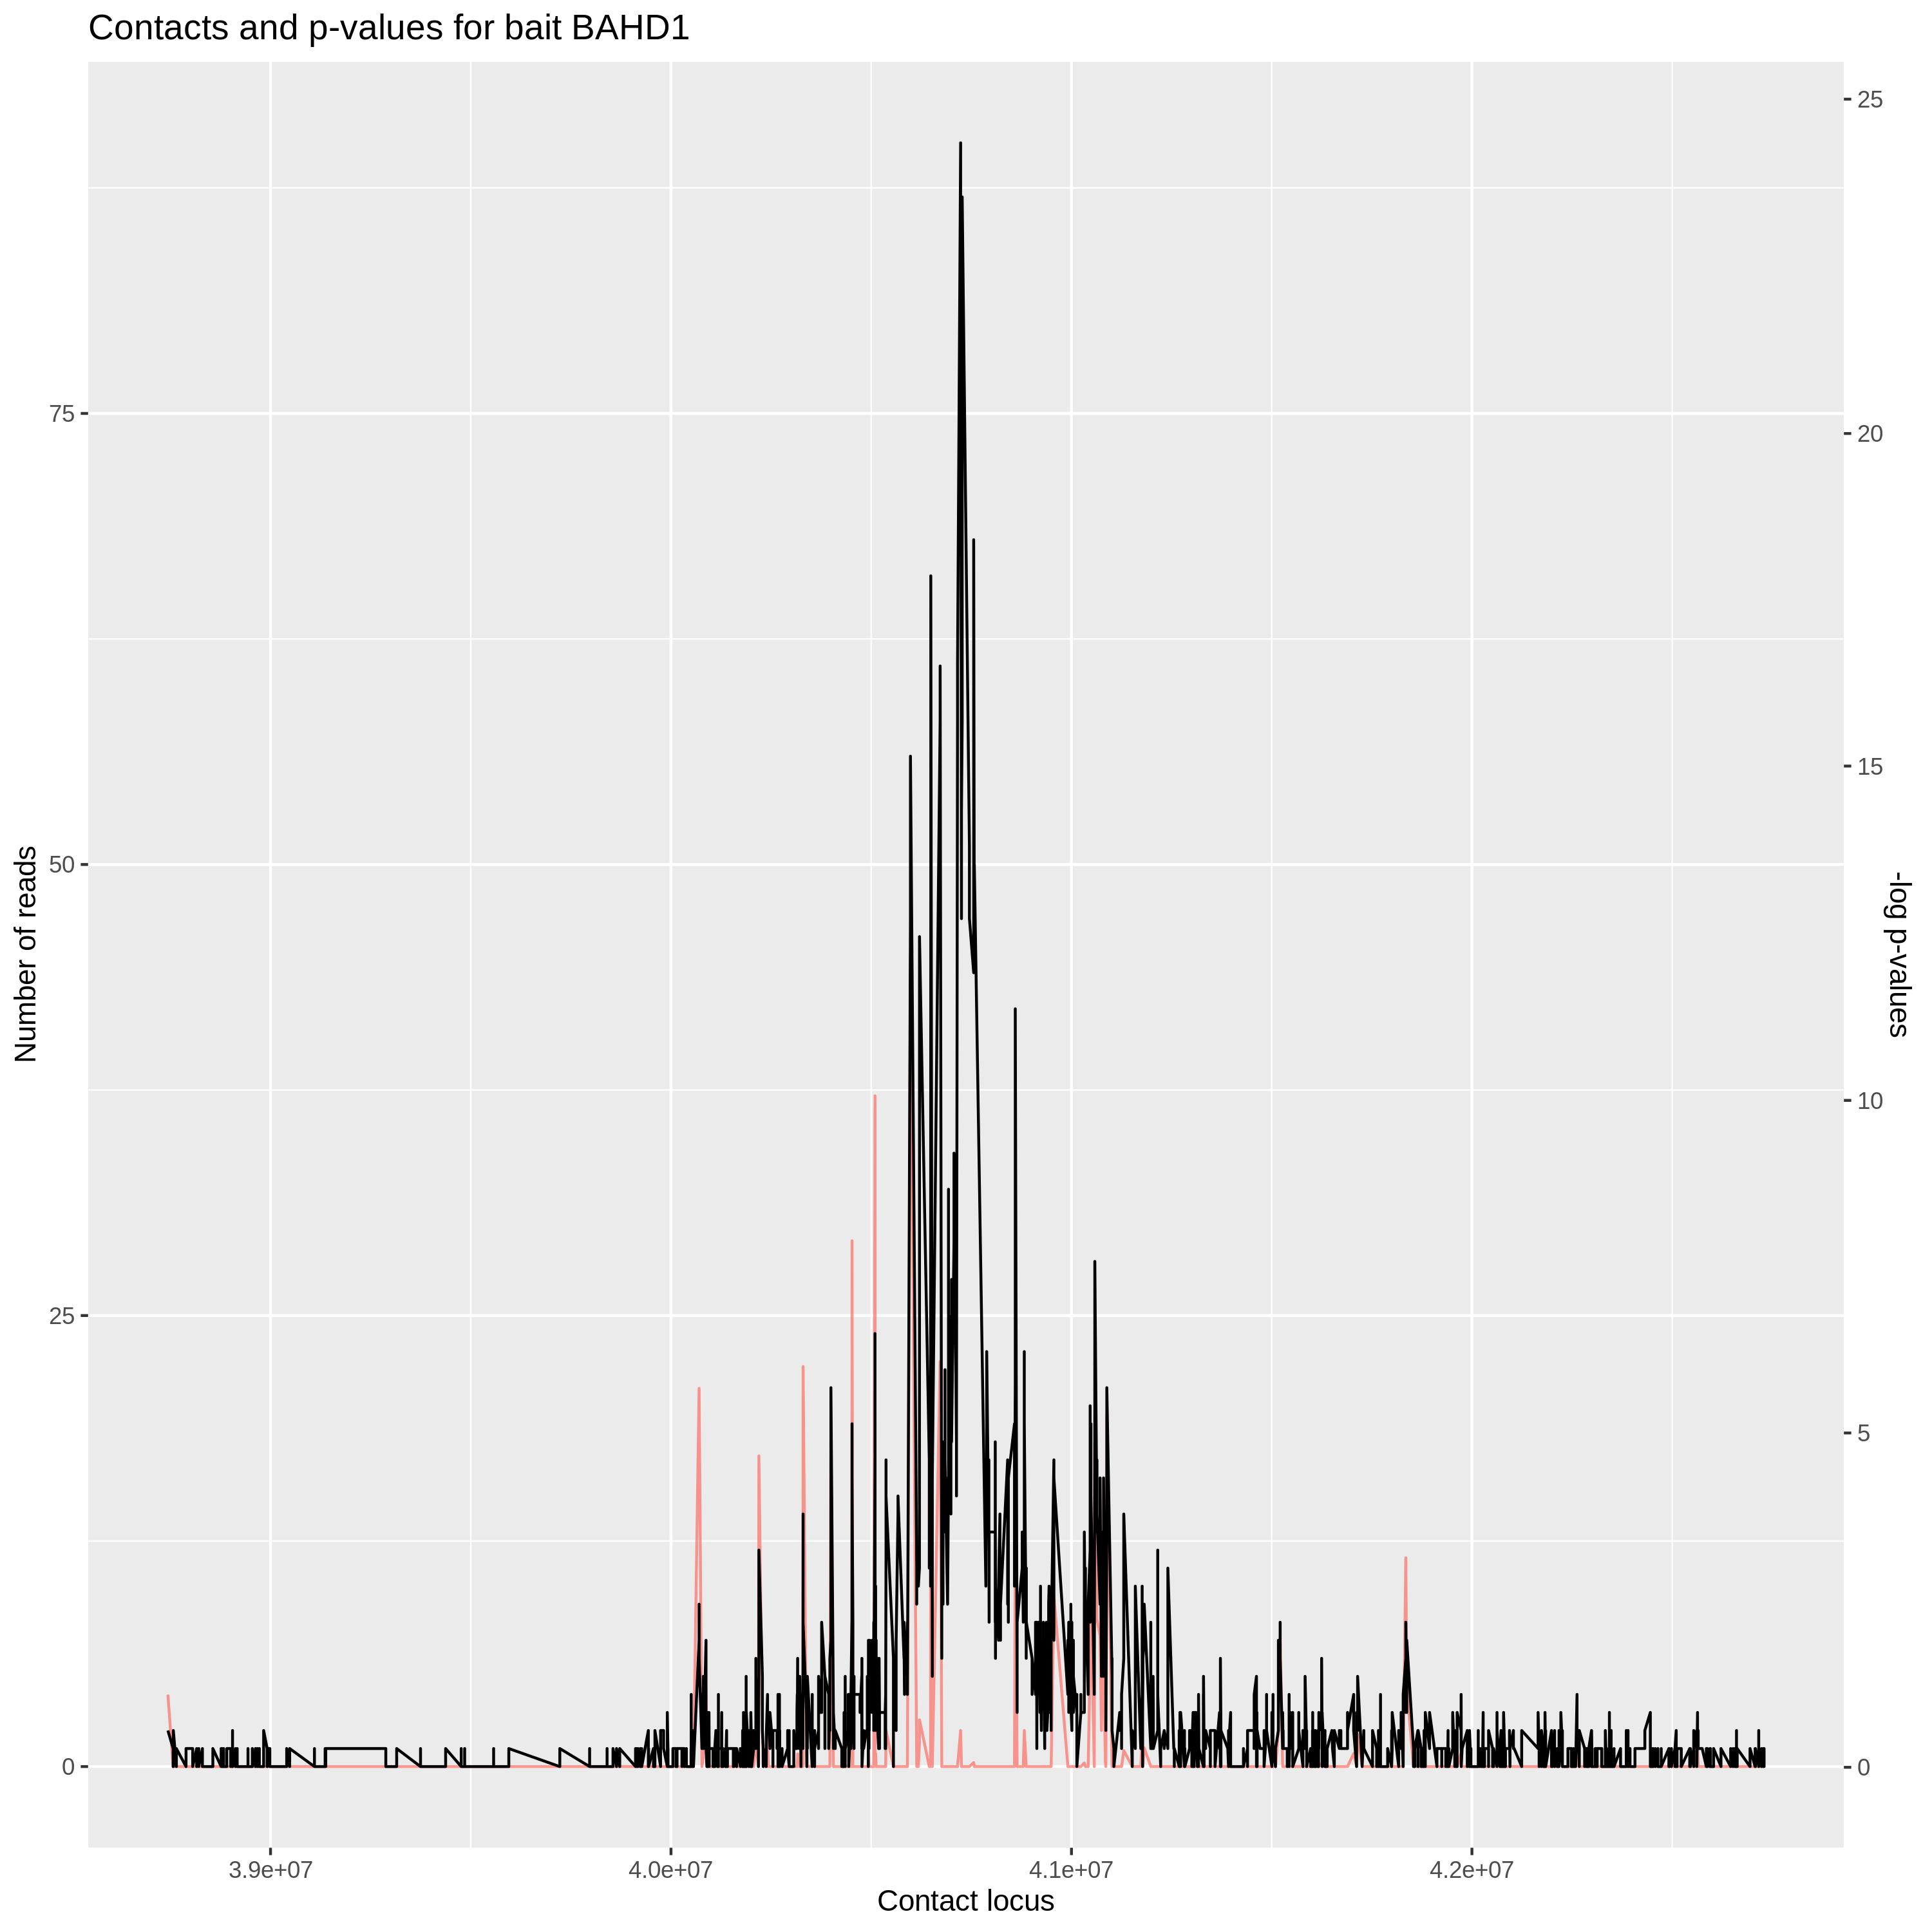 Contacts and p-values for bait BAHD1
25
20
15
10
5
0
75
50
25
0
Number of reads
-log p-values
3.9e+07
4.0e+07
4.1e+07
4.2e+07
Contact locus